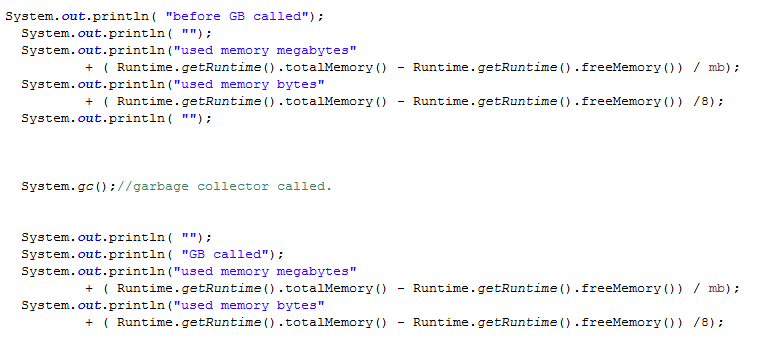 System.out.println( "before GB called");
System.out.println( "");
System.out.println("used memory megabytes"
+ ( Runtime.getRuntime().totalMemory() - Runtime.getRuntime().freeMemory()) / mb);
System.out.println("used memory bytes"
+ ( Runtime.getRuntime().totalMemory() - Runtime.getRuntime().freeMemory()) /8);
System.out.println( "");
System.gc();//garbage collector called.
System.out.println( "");
System.out.println( "GB called");
System.out.println("used memory megabytes"
+ ( Runtime.getRuntime().totalMemory() - Runtime.getRuntime().freeMemory()) / mb);
System.out.println("used memory bytes"
+ ( Runtime.getRuntime().totalMemory() - Runtime.getRuntime().freeMemory()) /8);